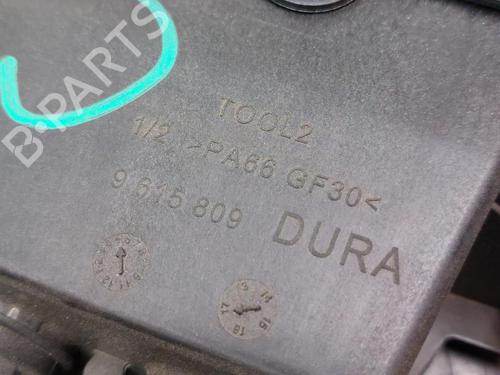 B-PARTS
TOOL2
1/2 >PA66 GF30<
9 615 809 DURA